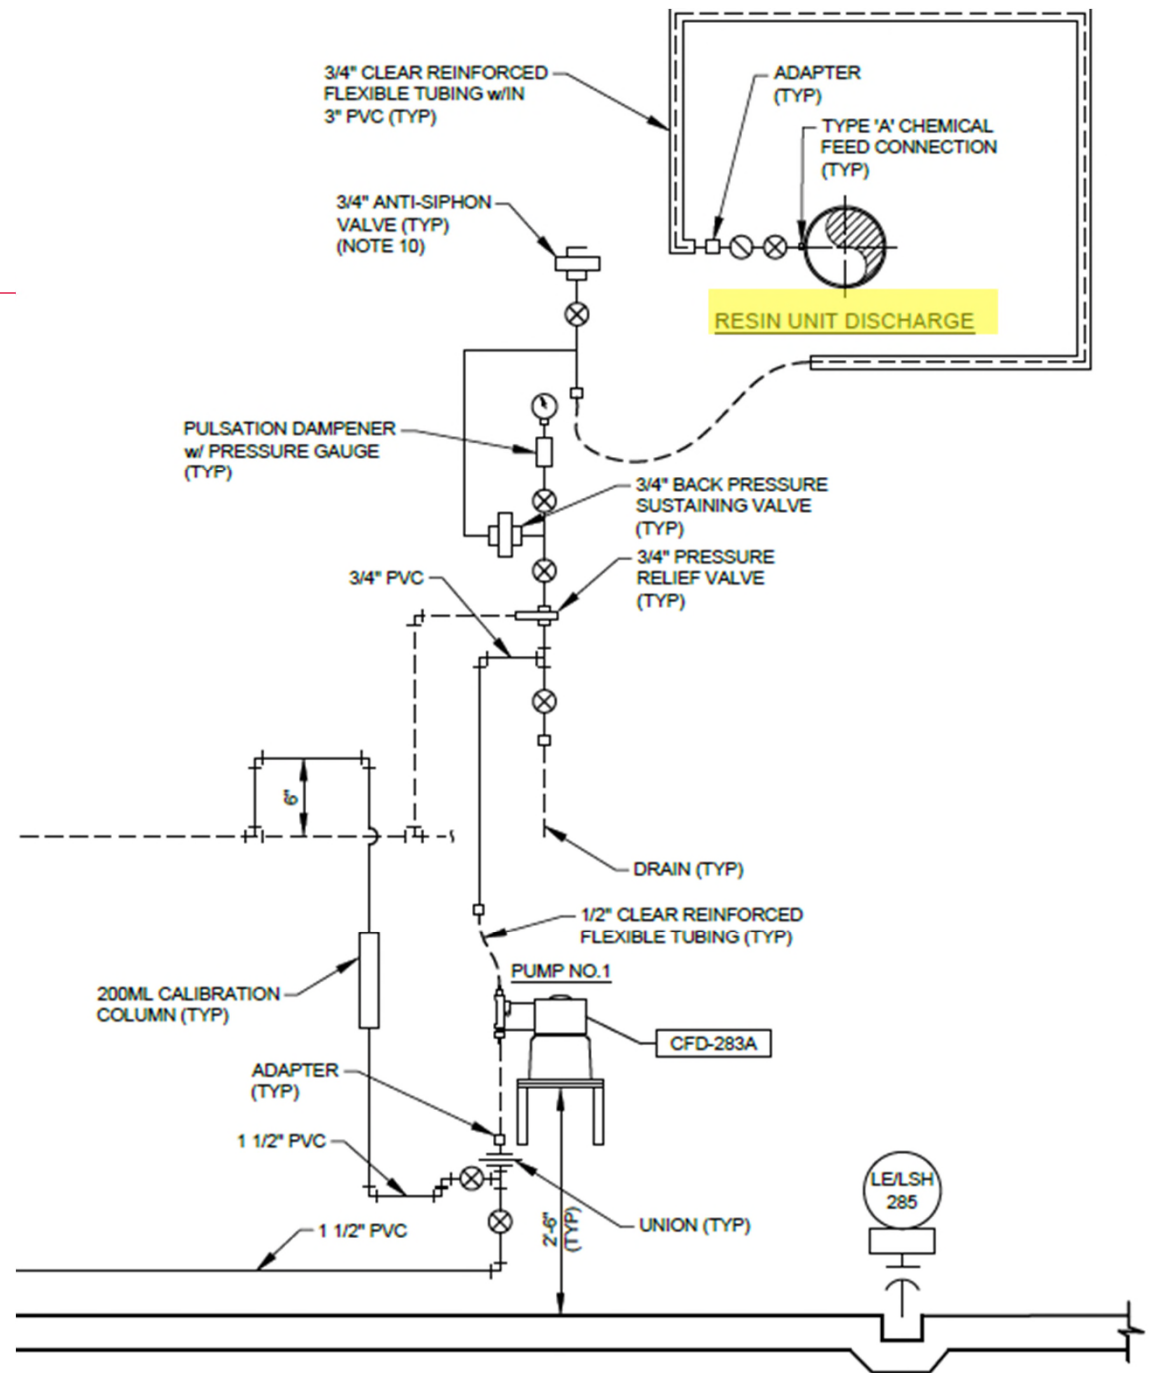 3/4" CLEAR REINFORCED
FLEXIBLE TUBING w/IN
3" PVC (TYP)
ADAPTER
(TYP)
TYPE 'A' CHEMICAL
FEED CONNECTION
(TYP)
3/4" ANTI-SIPHON
VALVE (TYP)
(NOTE 10)
RESIN UNIT DISCHARGE
PULSATION DAMPENER
w/ PRESSURE GAUGE
(TYP)
3/4" BACK PRESSURE
SUSTAINING VALVE
(TYP)
3/4" PRESSURE
RELIEF VALVE
(TYP)
3/4" PVC
6"
DRAIN (TYP)
1/2" CLEAR REINFORCED
FLEXIBLE TUBING (TYP)
PUMP NO.1
200ML CALIBRATION
COLUMN (TYP)
CFD-283A
ADAPTER
(TYP)
1 1/2" PVC
UNION (TYP)
1 1/2" PVC
2'-6"
(TYP)
LE/LSH
285